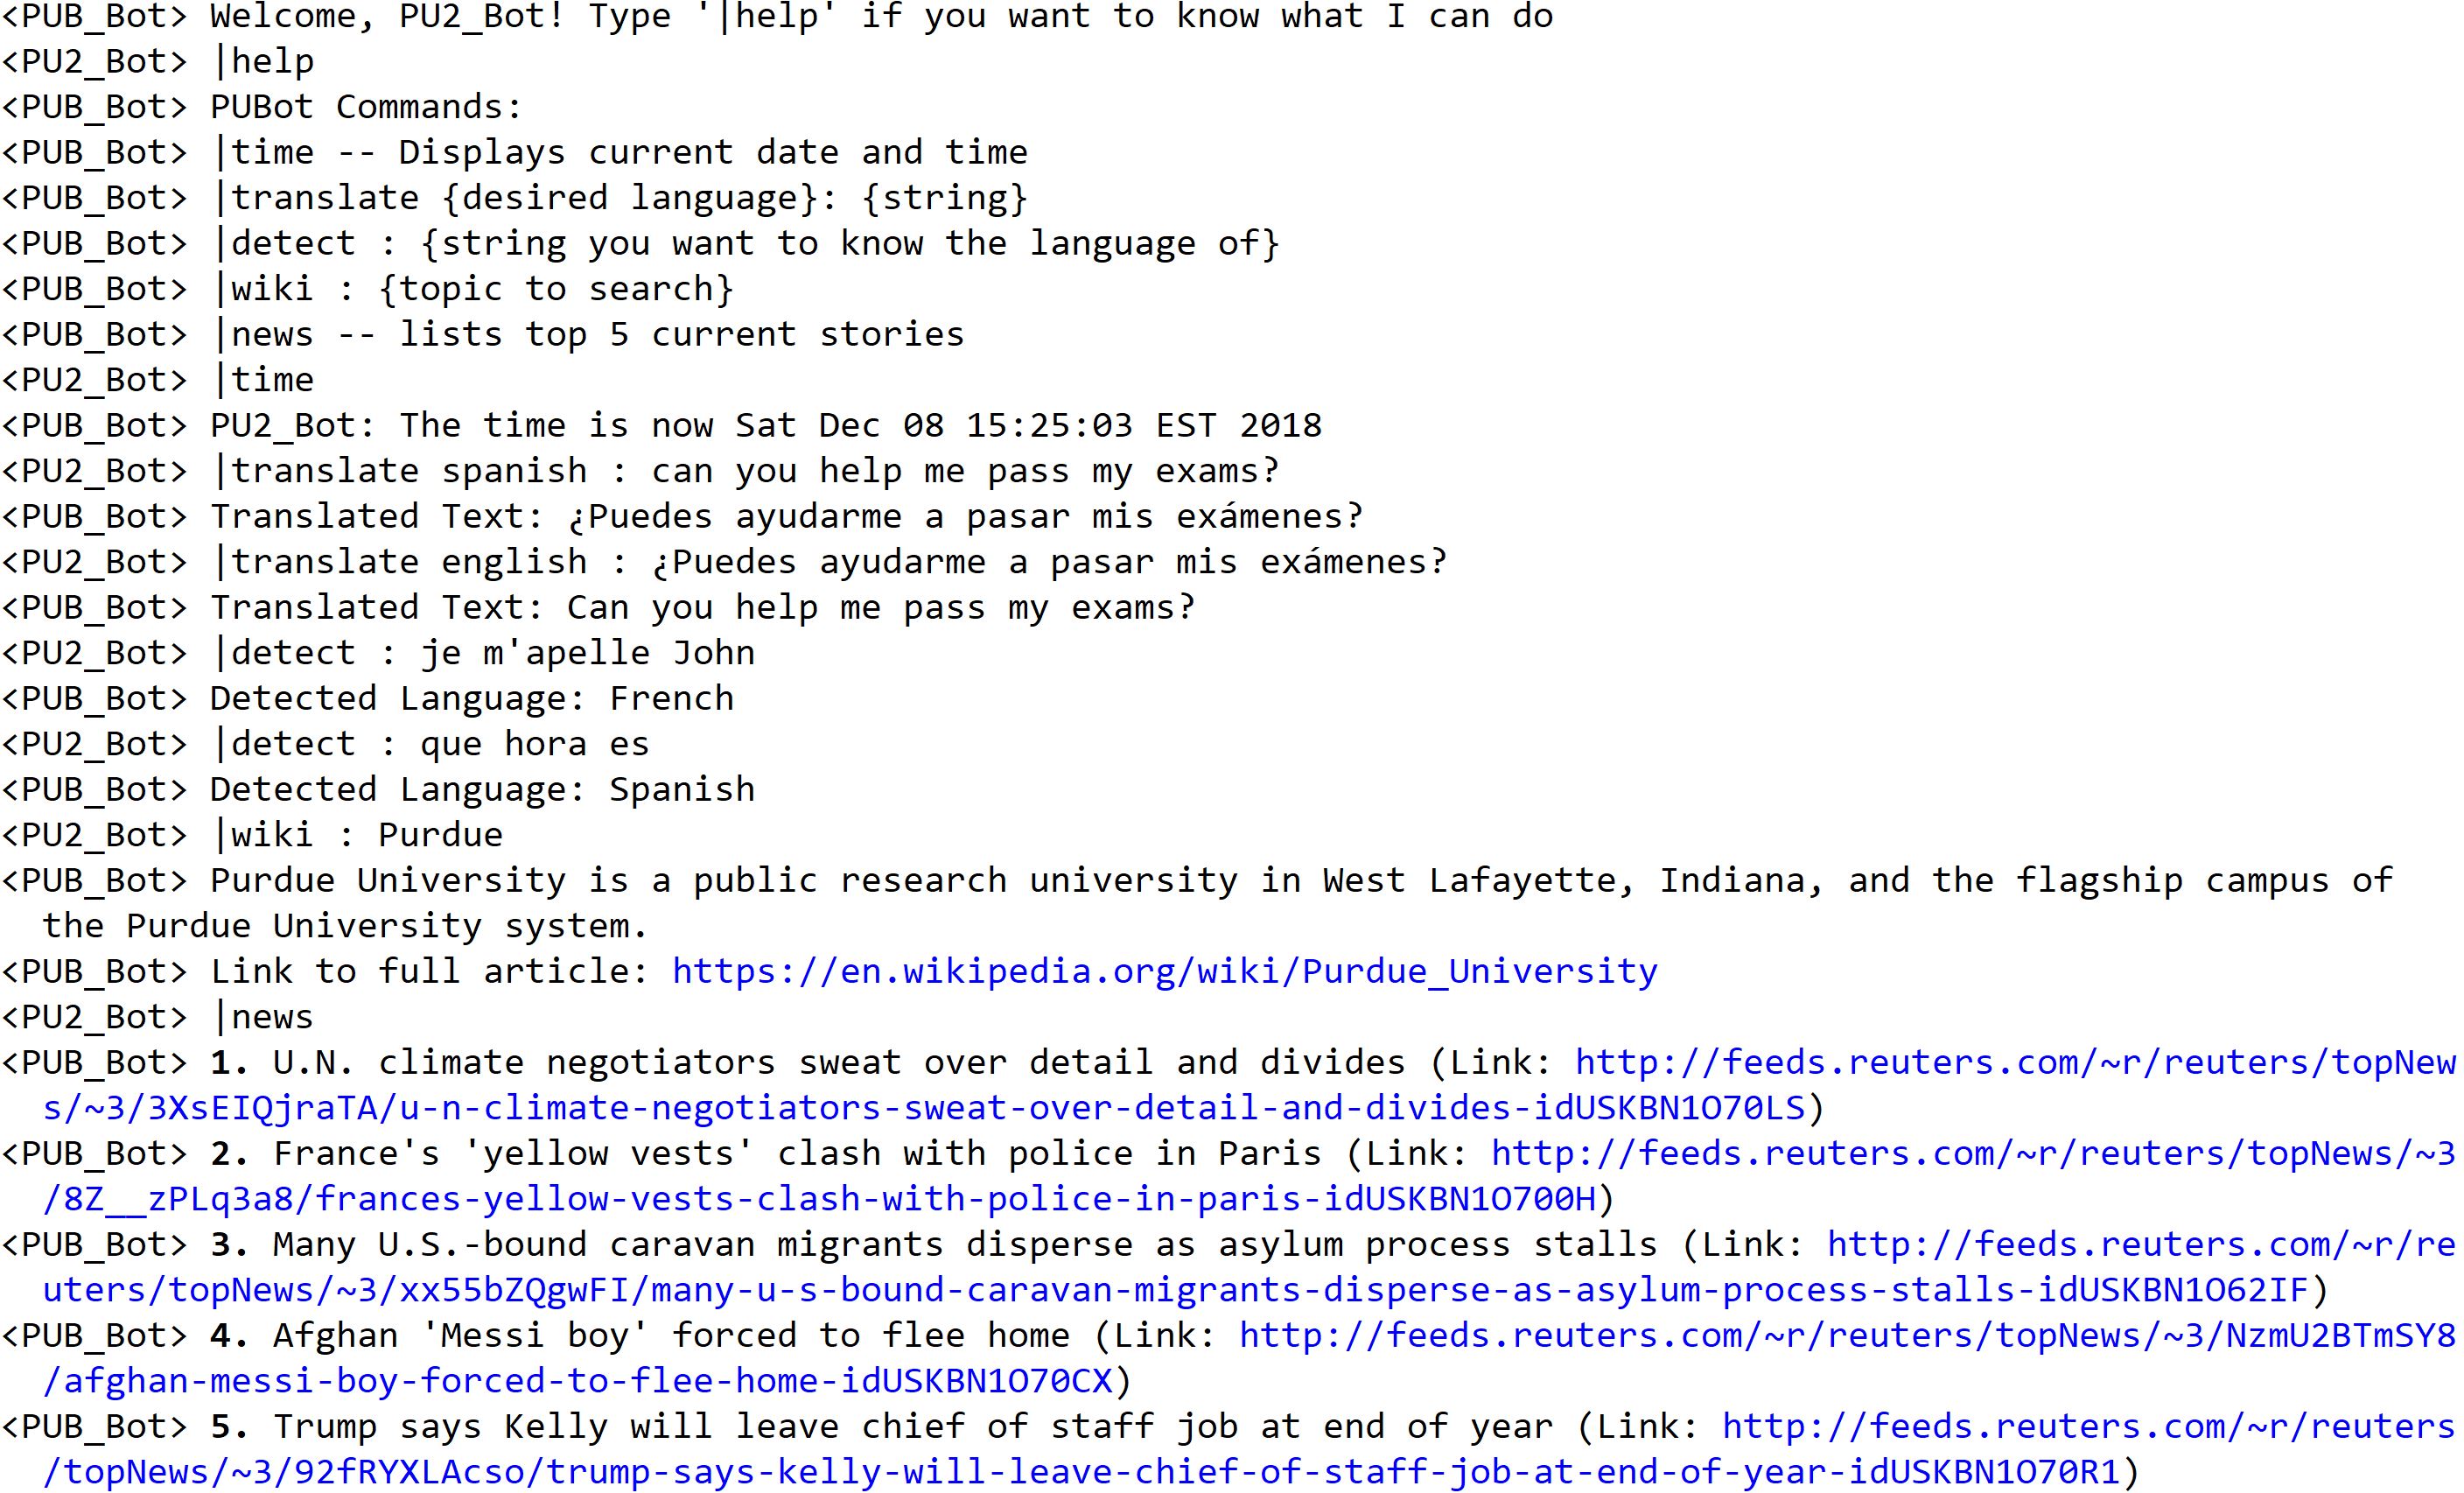 <PUB_Bot> Welcome, PU2_Bot! Type '|help' if you want to know what I can do
<PU2_Bot> |help
<PUB_Bot> PUBot Commands:
<PUB_Bot> |time -- Displays current date and time
<PUB_Bot> |translate {desired language}: {string}
<PUB_Bot> |detect : {string you want to know the language of}
<PUB_Bot> |wiki : {topic to search}
<PUB_Bot> |news -- lists top 5 current stories
<PU2_Bot> |time
<PUB_Bot> PU2_Bot: The time is now Sat Dec 08 15:25:03 EST 2018
<PU2_Bot> |translate spanish : can you help me pass my exams?
<PUB_Bot> Translated Text: ¿Puedes ayudarme a pasar mis exámenes?
<PU2_Bot> |translate english : ¿Puedes ayudarme a pasar mis exámenes?
<PUB_Bot> Translated Text: Can you help me pass my exams?
<PU2_Bot> |detect : je m'apelle John
<PUB_Bot> Detected Language: French
<PU2_Bot> |detect : que hora es
<PUB_Bot> Detected Language: Spanish
<PU2_Bot> |wiki : Purdue
<PUB_Bot> Purdue University is a public research university in West Lafayette, Indiana, and the flagship campus of
the Purdue University system.
<PUB_Bot> Link to full article: https://en.wikipedia.org/wiki/Purdue_University
<PU2_Bot> |news
<PUB_Bot> 1. U.N. climate negotiators sweat over detail and divides (Link: http://feeds.reuters.com/~r/reuters/topNew
s/~3/3XsEIQjraTA/u-n-climate-negotiators-sweat-over-detail-and-divides-idUSKBN1O70LS)
<PUB_Bot> 2. France's 'yellow vests' clash with police in Paris (Link: http://feeds.reuters.com/~r/reuters/topNews/~3
/8Z__zPLq3a8/frances-yellow-vests-clash-with-police-in-paris-idUSKBN1O700H)
<PUB_Bot> 3. Many U.S.-bound caravan migrants disperse as asylum process stalls (Link: http://feeds.reuters.com/~r/re
uters/topNews/~3/xx55bZQgwFI/many-u-s-bound-caravan-migrants-disperse-as-asylum-process-stalls-idUSKBN1O62IF)
<PUB_Bot> 4. Afghan 'Messi boy' forced to flee home (Link: http://feeds.reuters.com/~r/reuters/topNews/~3/NzmU2BTmSY8
/afghan-messi-boy-forced-to-flee-home-idUSKBN1O70CX)
<PUB_Bot> 5. Trump says Kelly will leave chief of staff job at end of year (Link: http://feeds.reuters.com/~r/reuters
/topNews/~3/92fRYXLAcso/trump-says-kelly-will-leave-chief-of-staff-job-at-end-of-year-idUSKBN1O70R1)